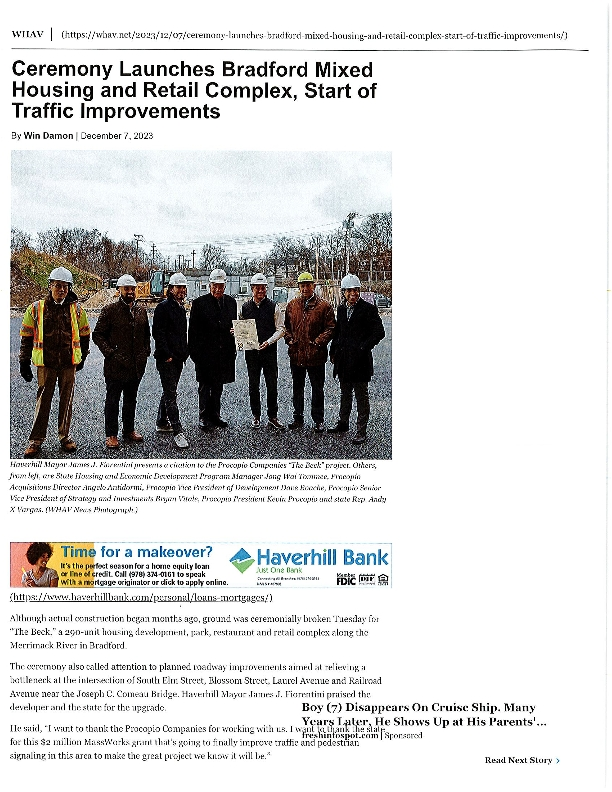 WHAV | (https://whav.net/2023/12/07/ceremony-launches-bradford-mixed-housing-and-retail-complex-start-of-traffic-improvements/)
Ceremony Launches Bradford Mixed
Housing and Retail Complex, Start of
Traffic Improvements
By Win Damon | December 7, 2023
Haverhill Mayor James J. Fiorentini presents a citation to the Procopio Companies "The Beck" project. Others,
from left, are State Housing and Economic Development Program Manager Jong Wai Tommee, Procopio
Acquisitions Director Angelo Antidormi, Procopio Vice President of Development Dave Roache, Procopio Senior
Vice President of Strategy and Investments Bryan Vitale, Procopio President Kevin Procopio and state Rep. Andy
X Vargas. (WHAV News Photograph.)
Time for a makeover?
It's the perfect season for a home equity loan
or line of credit. Call (978) 374-0161 to speak
with a mortgage originator or click to apply online.
Haverhill Bank
Just One Bank.
FDIC
(https://www.haverhillbank.com/personal/loans-mortgages/)
Although actual construction began months ago, ground was ceremonially broken Tuesday for
"The Beck," a 290-unit housing development, park, restaurant and retail complex along the
Merrimack River in Bradford.
The ceremony also called attention to planned roadway improvements aimed at relieving a
bottleneck at the intersection of South Elm Street, Blossom Street, Laurel Avenue and Railroad
Avenue near the Joseph C. Comeau Bridge. Haverhill Mayor James J. Fiorentini praised the
developer and the state for the upgrade.
He said, "I want to thank the Procopio Companies for working with us. I want to thank the state
for this $2 million MassWorks grant that's going to finally improve traffic and pedestrian
signaling in this area to make the great project we know it will be."
Boy (7) Disappears On Cruise Ship. Many
Years Later, He Shows Up at His Parents'...
freshinfospot.com | Sponsored
Read Next Story >